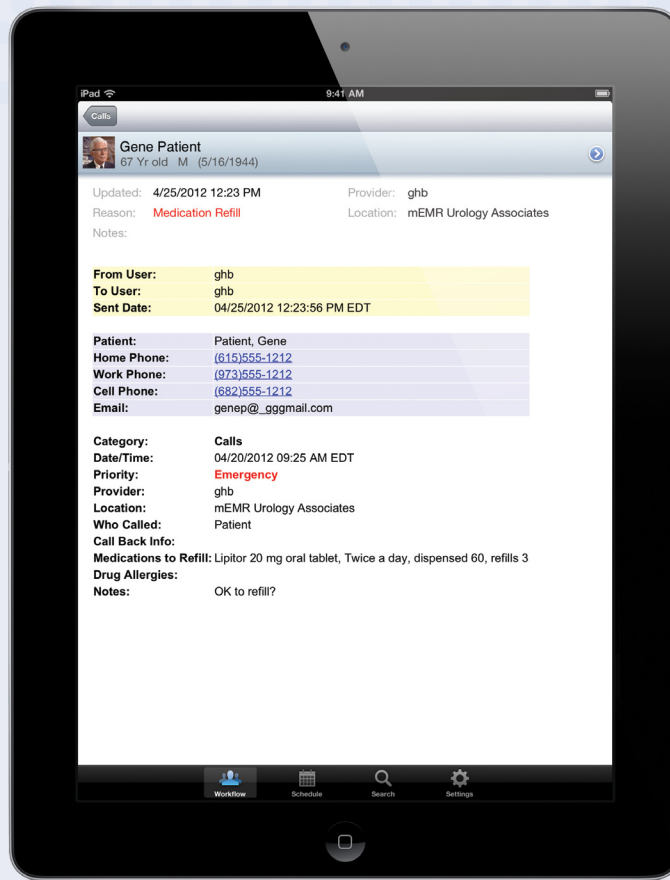 iPad 9:41 AM
Calls
Gene Patient
67 Yr old M (5/16/1944)
Updated: 4/25/2012 12:23 PM Provider: ghb
Reason: Medication Refill Location: mEMR Urology Associates
Notes:
From User: ghb
To User: ghb
Sent Date: 04/25/2012 12:23:56 PM EDT
Patient: Patient, Gene
Home Phone: (615)555-1212
Work Phone: (973)555-1212
Cell Phone: (682)555-1212
Email: genep@_gggmail.com
Category: Calls
Date/Time: 04/20/2012 09:25 AM EDT
Priority: Emergency
Provider: ghb
Location: mEMR Urology Associates
Who Called: Patient
Call Back Info:
Medications to Refill: Lipitor 20 mg oral tablet, Twice a day, dispensed 60, refills 3
Drug Allergies:
Notes: OK to refill?
Workflow Schedule Search Settings